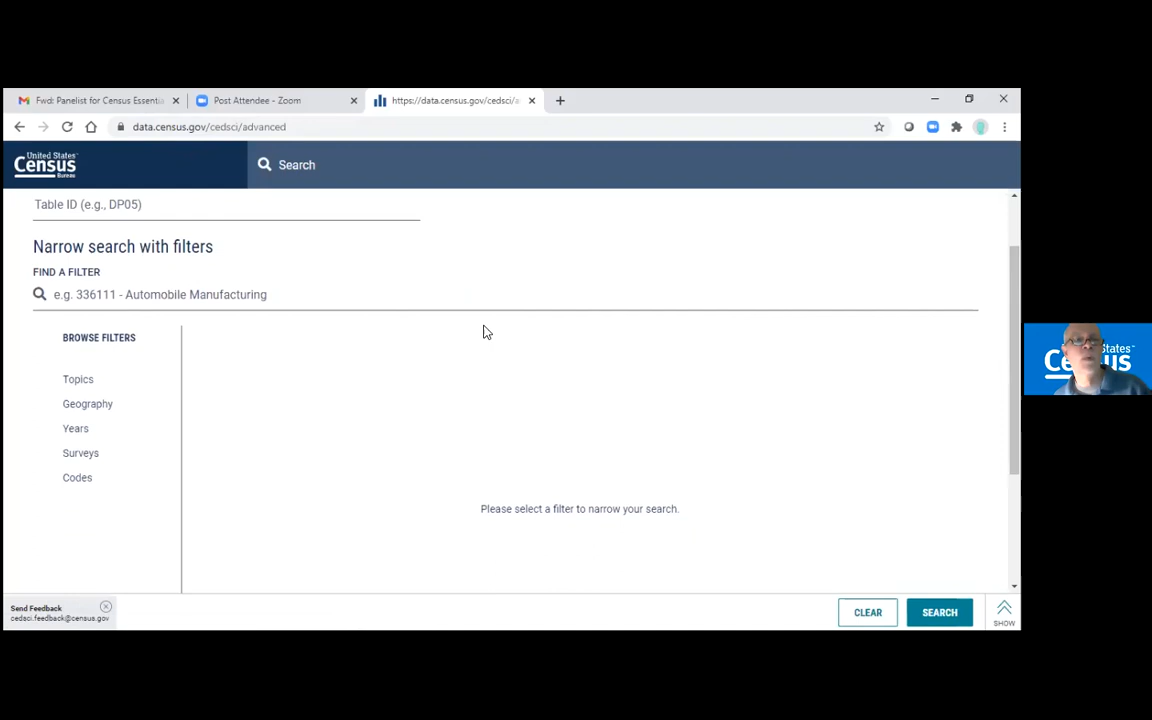 Fwd: Panelist for Census Essentia
Post Attendee - Zoom
https://data.census.gov/cedsci/a
data.census.gov/cedsci/advanced
United States
Census
Bureau
Search
Table ID (e.g., DP05)
Narrow search with filters
FIND A FILTER
e.g. 336111 - Automobile Manufacturing
BROWSE FILTERS
Topics
Geography
Years
Surveys
Codes
Please select a filter to narrow your search.
Send Feedback
cedsci.feedback@census.gov
CLEAR
SEARCH
SHOW